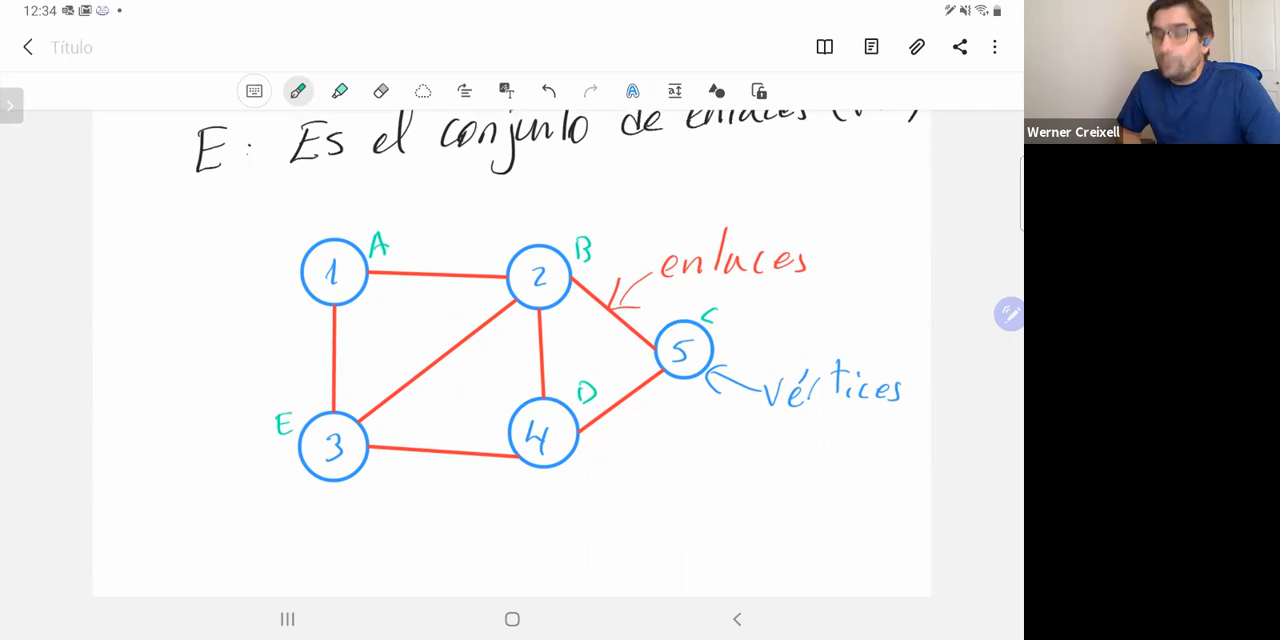 12:34
Título
E: Es el conjunto de enlaces
A
B
1
2
enlaces
C
5
vértices
D
E
3
4
Werner Creixell